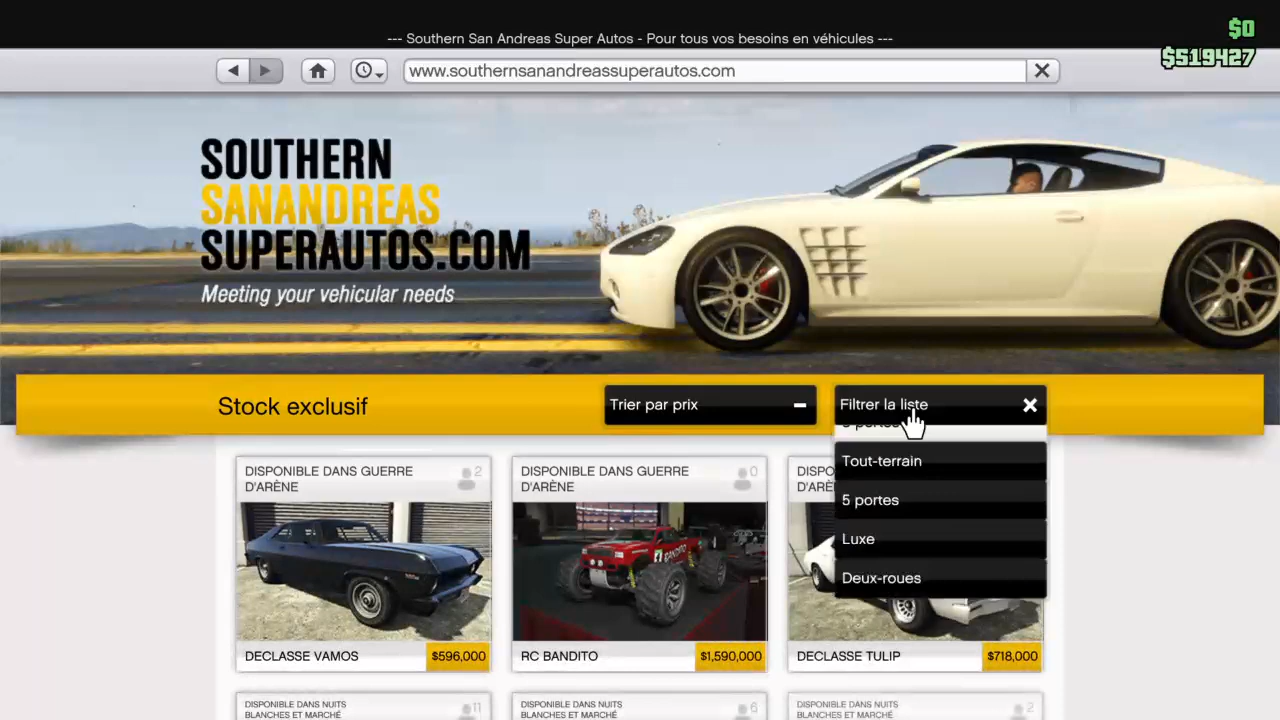 $0
--- Southern San Andreas Super Autos - Pour tous vos besoins en véhicules ---
$519427
www.southernsanandreassuperautos.com
SOUTHERN
SANANDREAS
SUPERAUTOS.COM
Meeting your vehicular needs
Stock exclusif
Trier par prix
Filtrer la liste
Tout-terrain
5 portes
Luxe
Deux-roues
DISPONIBLE DANS GUERRE
D'ARÈNE
2
DISPONIBLE DANS GUERRE
D'ARÈNE
0
BANDITO
DECLASSE VAMOS
$596,000
RC BANDITO
$1,590,000
DECLASSE TULIP
$718,000
DISPONIBLE DANS NUITS
BLANCHES ET MARCHÉ
11
DISPONIBLE DANS NUITS
BLANCHES ET MARCHÉ
6
DISPONIBLE DANS NUITS
BLANCHES ET MARCHÉ
2